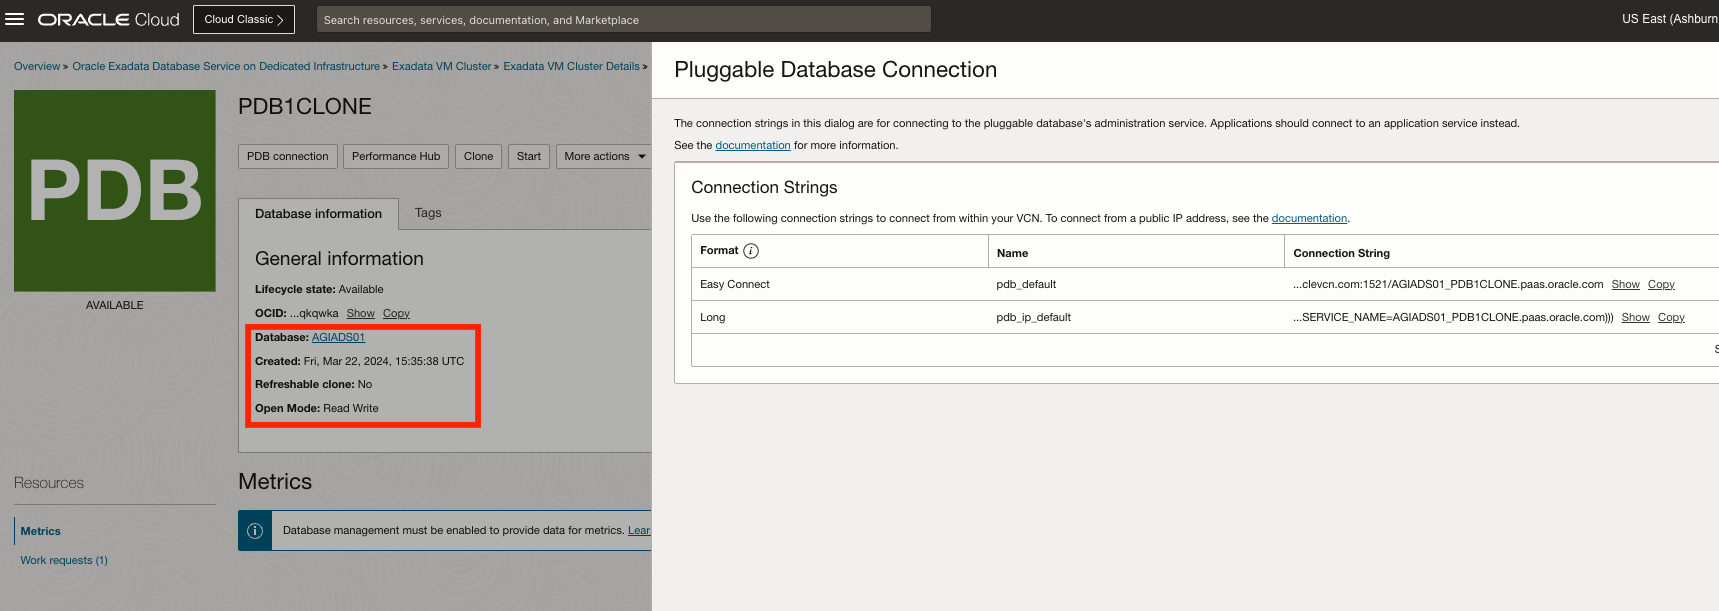 ORACLE Cloud
Cloud Classic
Search resources, services, documentation, and Marketplace
US East (Ashburn
Overview » Oracle Exadata Database Service on Dedicated Infrastructure » Exadata VM Cluster » Exadata VM Cluster Details »
PDB
AVAILABLE
PDB1CLONE
PDB connection Performance Hub Clone Start More actions
Database information Tags
General information
Lifecycle state: Available
OCID: ...qkqwka Show Copy
Database: AGIADS01
Created: Fri, Mar 22, 2024, 15:35:38 UTC
Refreshable clone: No
Open Mode: Read Write
Resources
Metrics
Work requests (1)
Metrics
Database management must be enabled to provide data for metrics. Lear
Pluggable Database Connection
The connection strings in this dialog are for connecting to the pluggable database's administration service. Applications should connect to an application service instead.
See the documentation for more information.
Connection Strings
Use the following connection strings to connect from within your VCN. To connect from a public IP address, see the documentation.
Format Name Connection String
Easy Connect pdb_default ...clevcn.com:1521/AGIADS01_PDB1CLONE.paas.oracle.com Show Copy
Long pdb_ip_default ...SERVICE_NAME=AGIADS01_PDB1CLONE.paas.oracle.com))) Show Copy